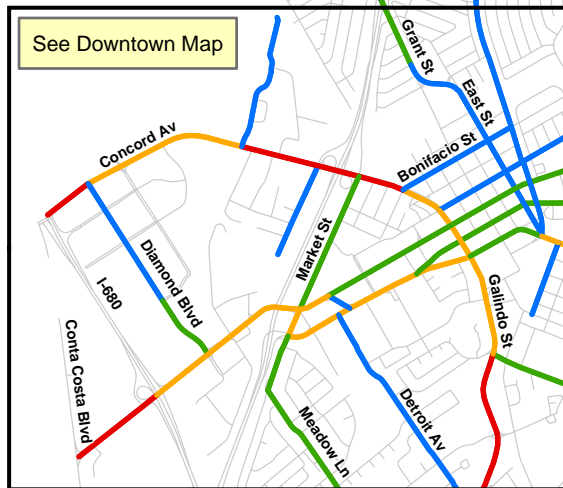 See Downtown Map
Grant St
East St
Concord Av
Bonifacio St
Market St
Diamond Blvd
I-680
Galindo St
Conta Costa Blvd
Detroit Av
Meadow Ln